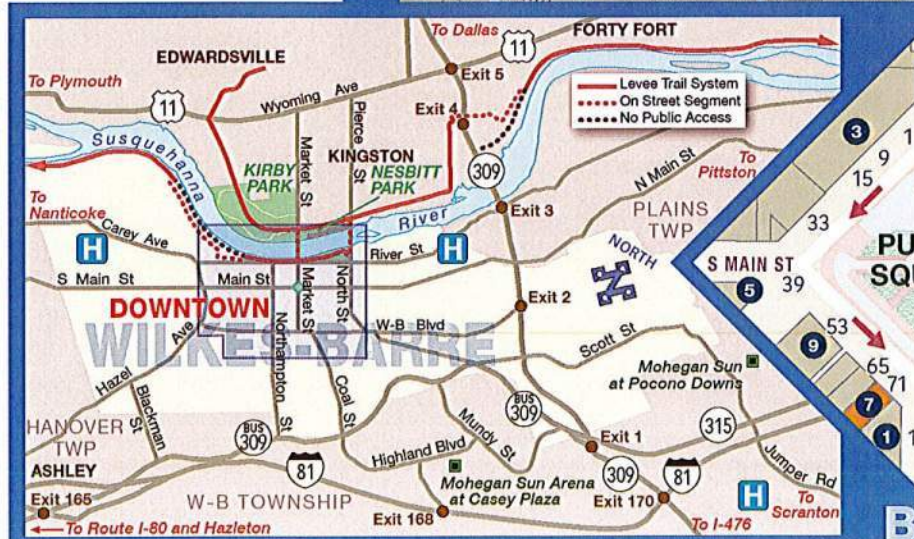 To Dallas
FORTY FORT
EDWARDSVILLE
11
Exit 5
To Plymouth
11
Wyoming Ave
Exit 4
Levee Trail System
On Street Segment
No Public Access
Pierce St
Market St
Susquehanna
KIRBY
PARK
KINGSTON
NESBITT
PARK
309
N Main St
To
Pittston
River
Exit 3
To
Nanticoke
PLAINS
TWP
Carey Ave
H
H
River St
NORTH
S Main St
Main St
Market St
North St
Exit 2
DOWNTOWN
WILKES-BARRE
W-B Blvd
Scott St
Hazel Ave
Northampton St
Mohegan Sun
at Pocono Downs
Blackman St
Coal St
BUS
309
HANOVER
TWP
BUS
309
Mundy St
315
Exit 1
81
Highland Blvd
ASHLEY
Mohegan Sun Arena
at Casey Plaza
309
81
Jumper Rd
Exit 165
W-B TOWNSHIP
Exit 168
Exit 170
H
To
Scranton
To Route I-80 and Hazleton
To I-476
3
9
15
33
PU
SQ
S MAIN ST
5
39
9
53
65
71
7
1
B